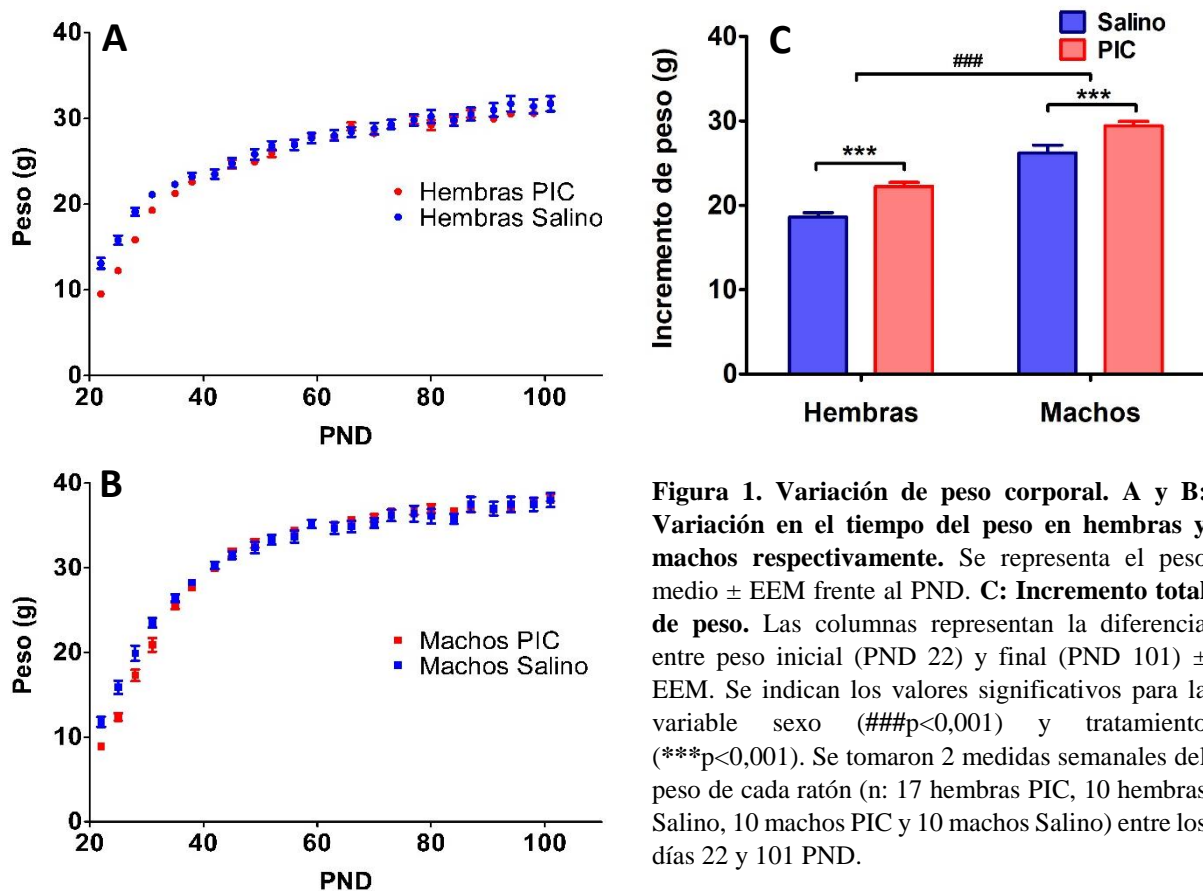 A
Peso (g)
40
30
20
10
0
Hembras PIC
Hembras Salino
20 40 60 80 100
PND
B
Peso (g)
40
30
20
10
0
Machos PIC
Machos Salino
20 40 60 80 100
PND
C
Salino
PIC
Incremento de peso (g)
40
30
20
10
0
###
***
***
Hembras Machos
Figura 1. Variación de peso corporal. A y B:
Variación en el tiempo del peso en hembras y
machos respectivamente. Se representa el peso
medio ± EEM frente al PND. C: Incremento total
de peso. Las columnas representan la diferencia
entre peso inicial (PND 22) y final (PND 101) ±
EEM. Se indican los valores significativos para la
variable sexo (###p<0,001) y tratamiento
(***p<0,001). Se tomaron 2 medidas semanales del
peso de cada ratón (n: 17 hembras PIC, 10 hembras
Salino, 10 machos PIC y 10 machos Salino) entre los
días 22 y 101 PND.